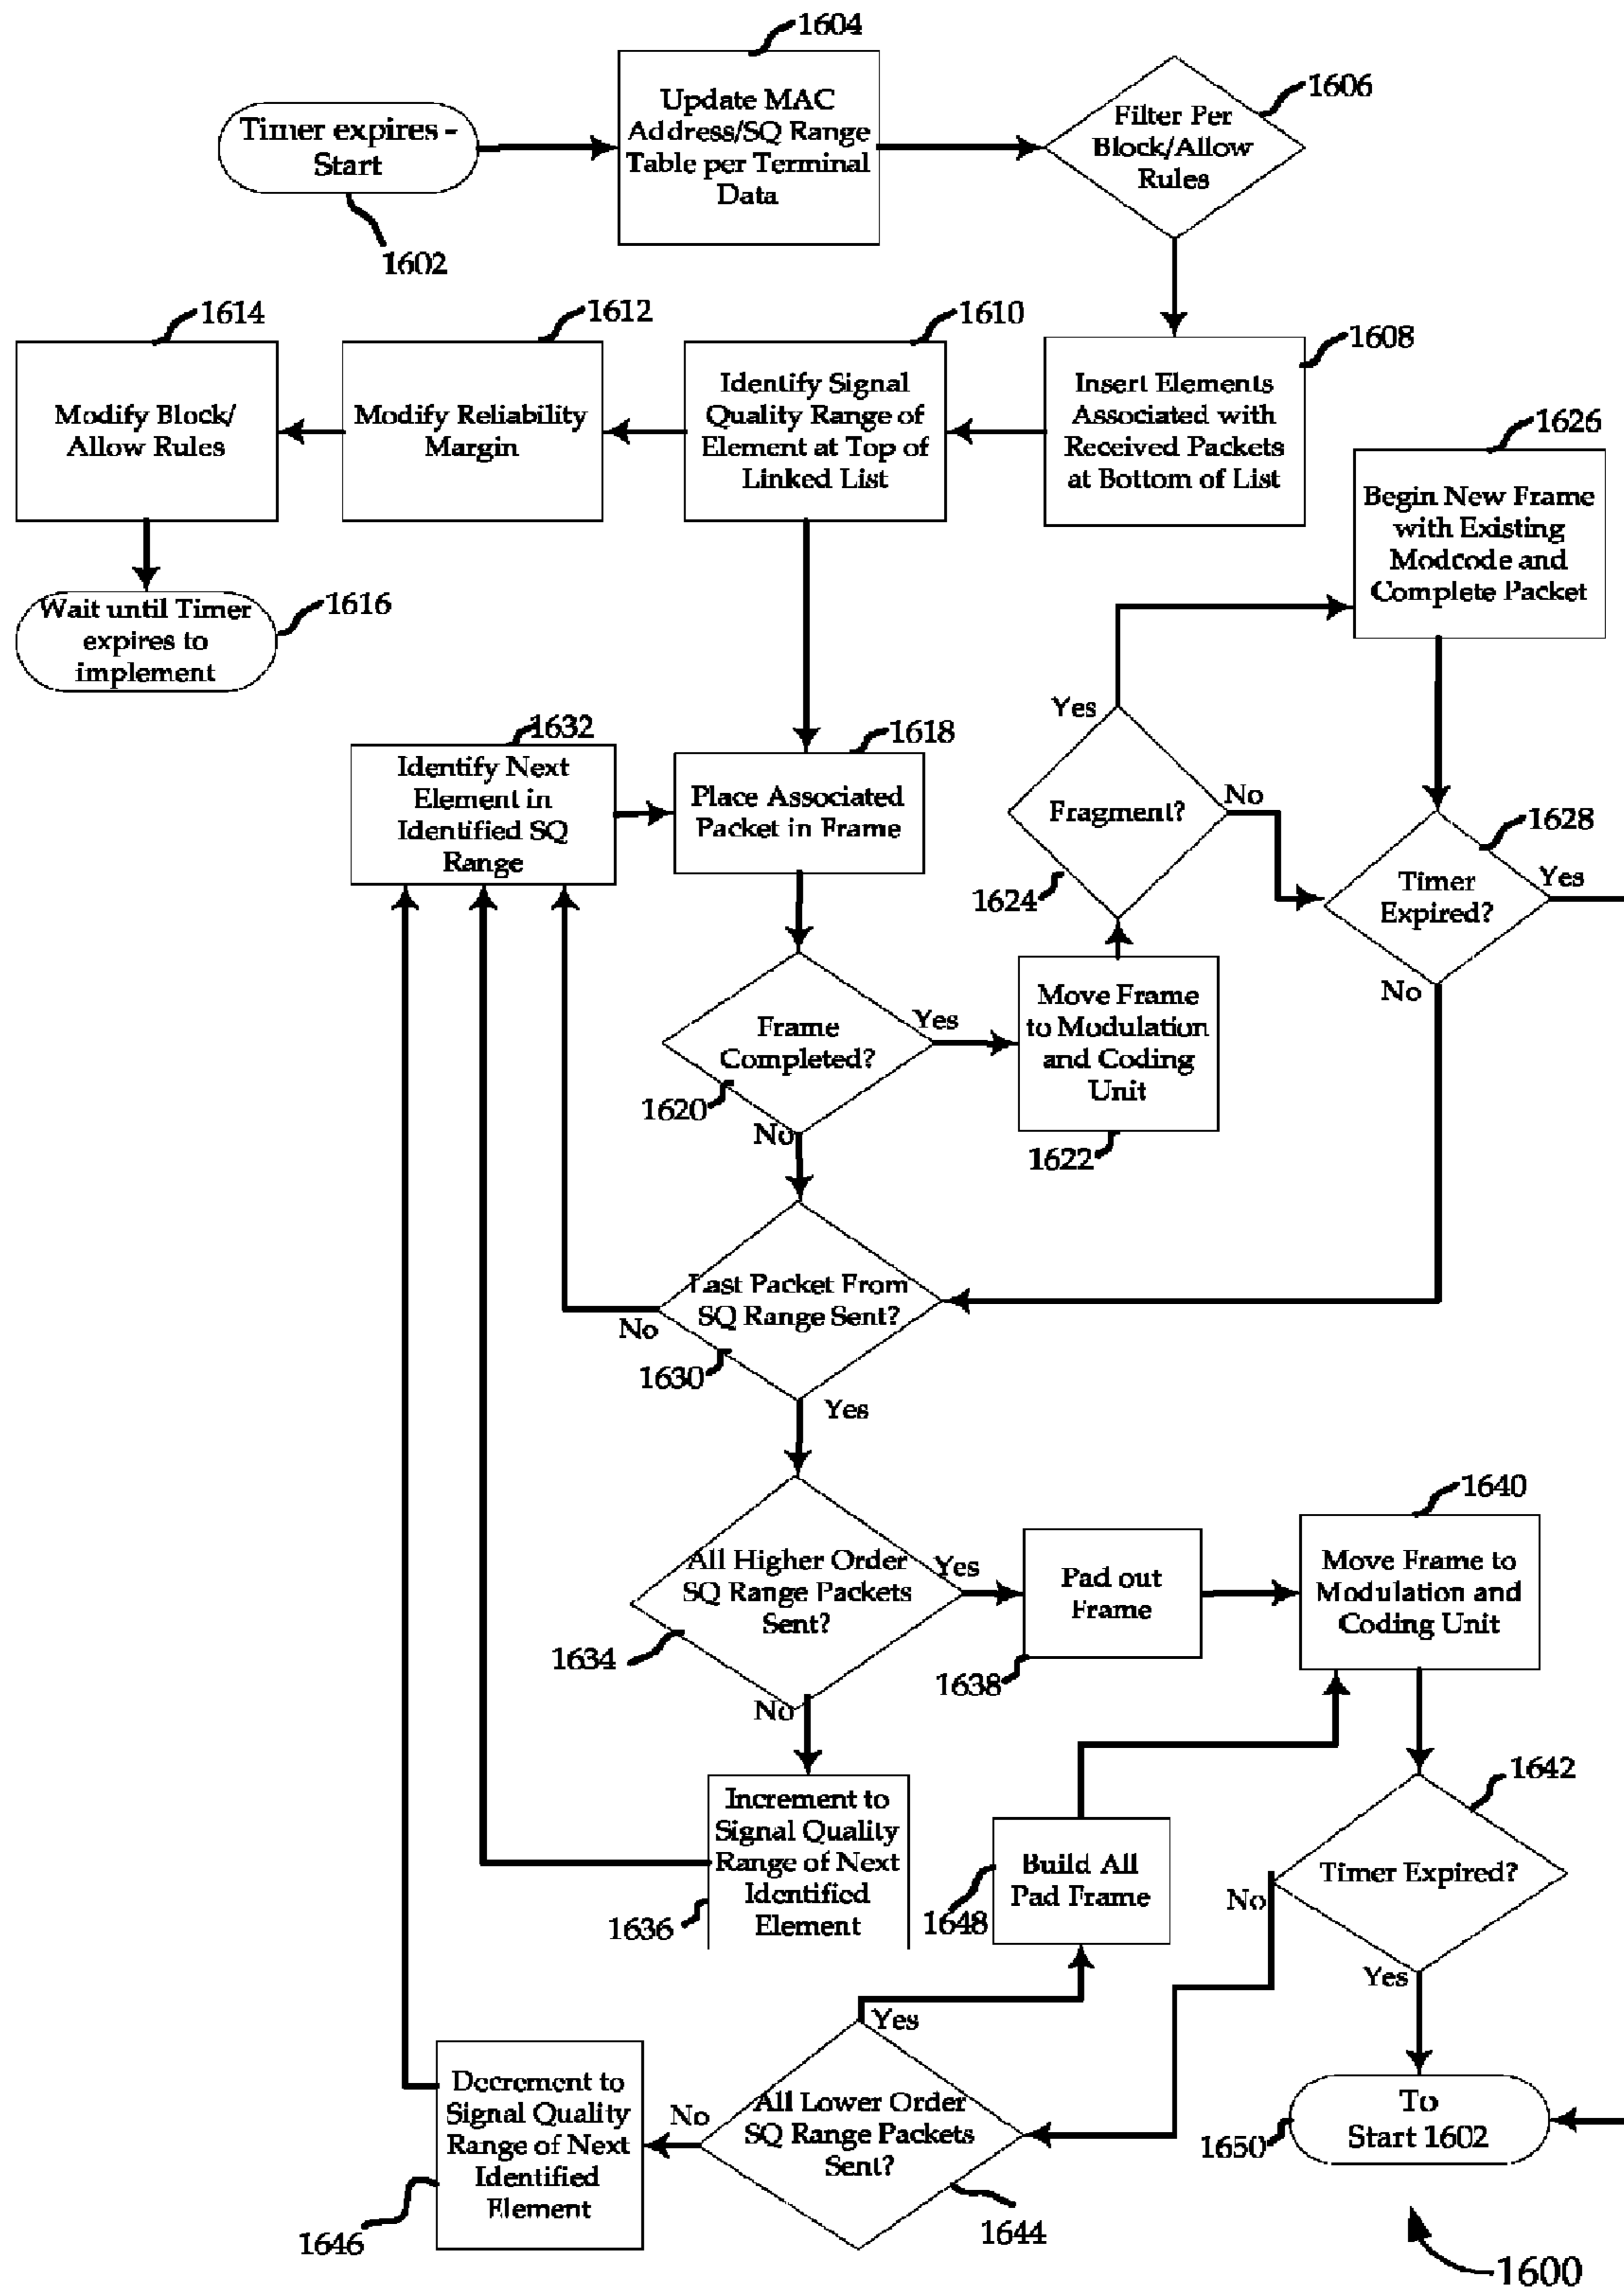 1604
Update MAC
Address/SQ Range
Table per Terminal
Data
Timer expires -
Start
1602
1606
Filter Per
Block/Allow
Rules
1614
Modify Block/
Allow Rules
1612
Modify Reliability
Margin
1610
Identify Signal
Quality Range of
Element at Top of
Linked List
1608
Insert Elements
Associated with
Received Packets
at Bottom of List
1626
Begin New Frame
with Existing
Modcode and
Complete Packet
Wait until Timer
expires to
implement
1616
1632
Identify Next
Element in
Identified SQ
Range
1618
Place Associated
Packet in Frame
Yes
Fragment?
No
1624
1628
Timer
Expired?
Yes
No
Frame
Completed?
Yes
1620
No
Move Frame
to Modulation
and Coding
Unit
1622
Last Packet From
SQ Range Sent?
No
1630
Yes
All Higher Order
SQ Range Packets
Sent?
Yes
1634
No
Pad out
Frame
1638
1640
Move Frame to
Modulation and
Coding Unit
Increment to
Signal Quality
Range of Next
Identified
Element
1636
Build All
Pad Frame
1648
1642
Timer Expired?
No
Yes
Decrement to
Signal Quality
Range of Next
Identified
Element
1646
No
Yes
All Lower Order
SQ Range Packets
Sent?
1644
To
Start 1602
1650
1600